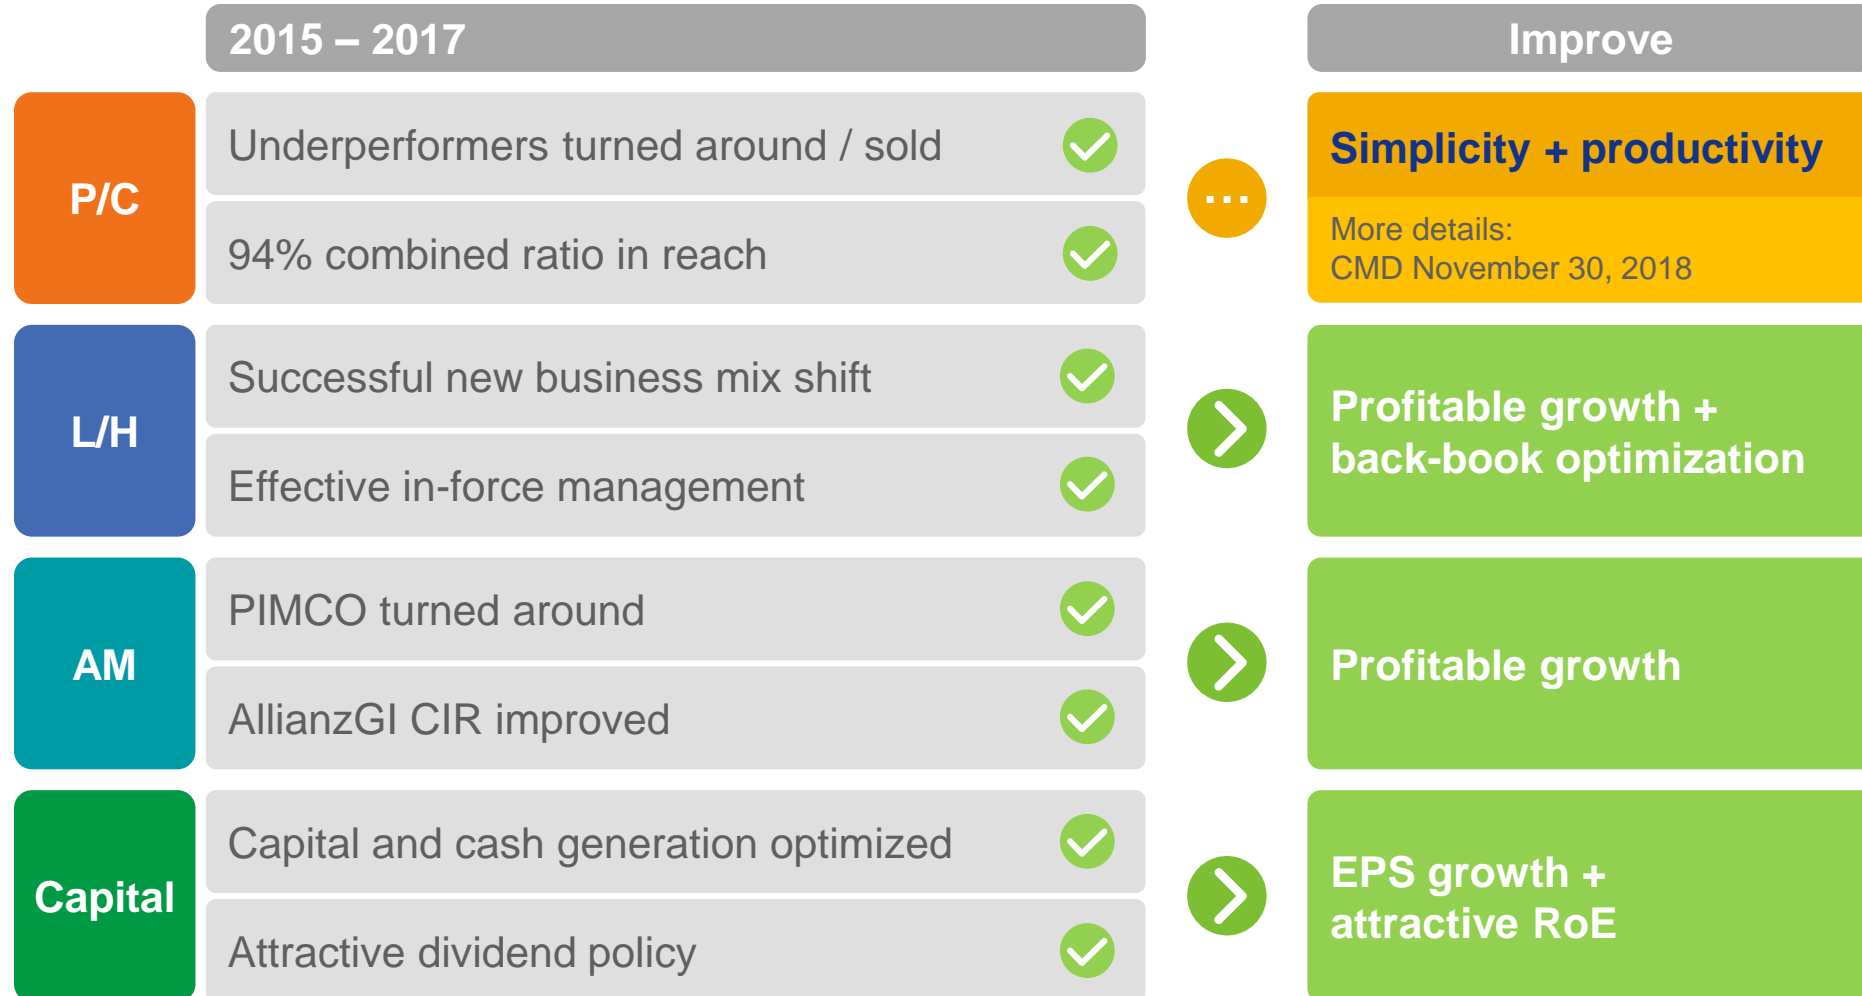 2015 – 2017
Improve
P/C
Underperformers turned around / sold
94% combined ratio in reach
...
Simplicity + productivity
More details:
CMD November 30, 2018
L/H
Successful new business mix shift
Effective in-force management
Profitable growth +
back-book optimization
AM
PIMCO turned around
AllianzGI CIR improved
Profitable growth
Capital
Capital and cash generation optimized
Attractive dividend policy
EPS growth +
attractive RoE